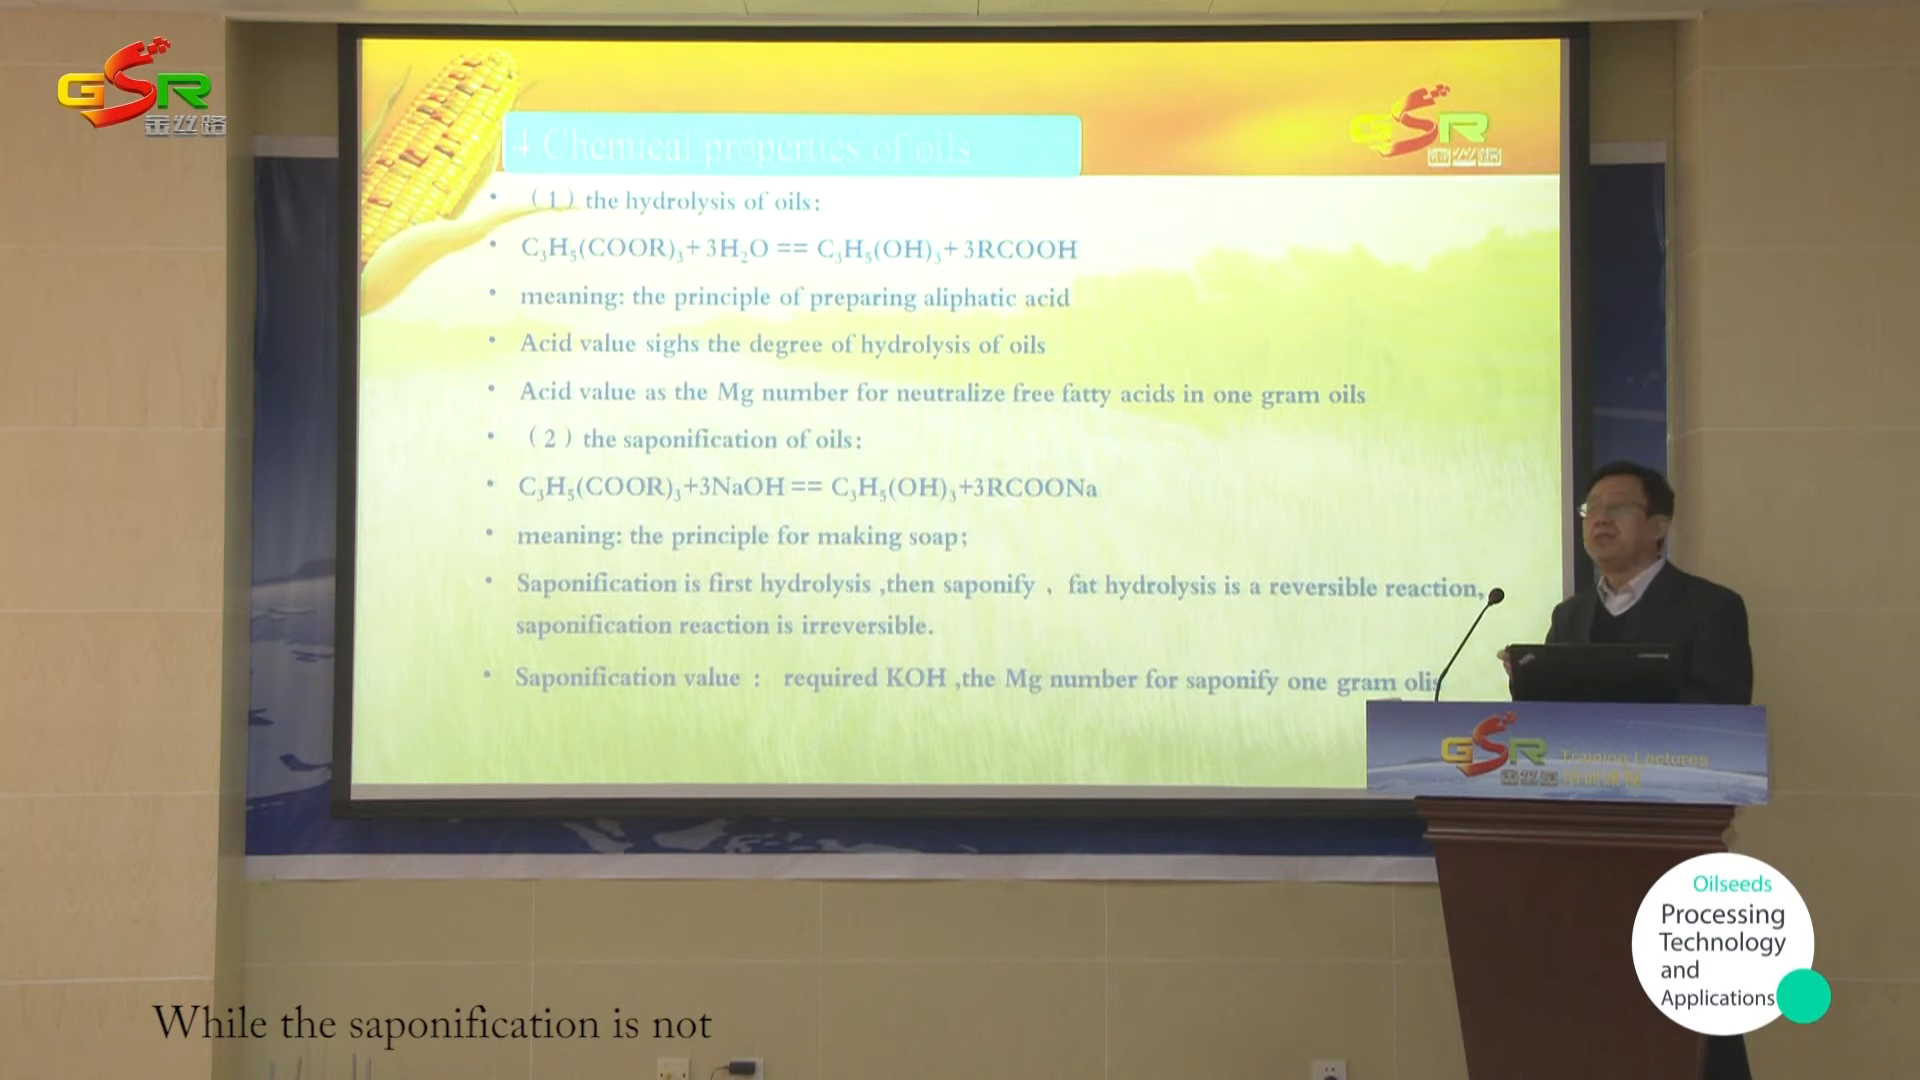 GSR
金丝路
GSR
金丝路
4 Chemical properties of oils
• （1）the hydrolysis of oils:
• C₃H₅(COOR)₃+ 3H₂O == C₃H₅(OH)₃+ 3RCOOH
• meaning: the principle of preparing aliphatic acid
• Acid value sighs the degree of hydrolysis of oils
• Acid value as the Mg number for neutralize free fatty acids in one gram oils
• （2）the saponification of oils:
• C₃H₅(COOR)₃+3NaOH == C₃H₅(OH)₃+3RCOONa
• meaning: the principle for making soap;
• Saponification is first hydrolysis ,then saponify ， fat hydrolysis is a reversible reaction,
saponification reaction is irreversible.
• Saponification value ： required KOH ,the Mg number for saponify one gram olis
GSR Training Lectures
金丝路 培训课程
Oilseeds
Processing
Technology
and
Applications
While the saponification is not